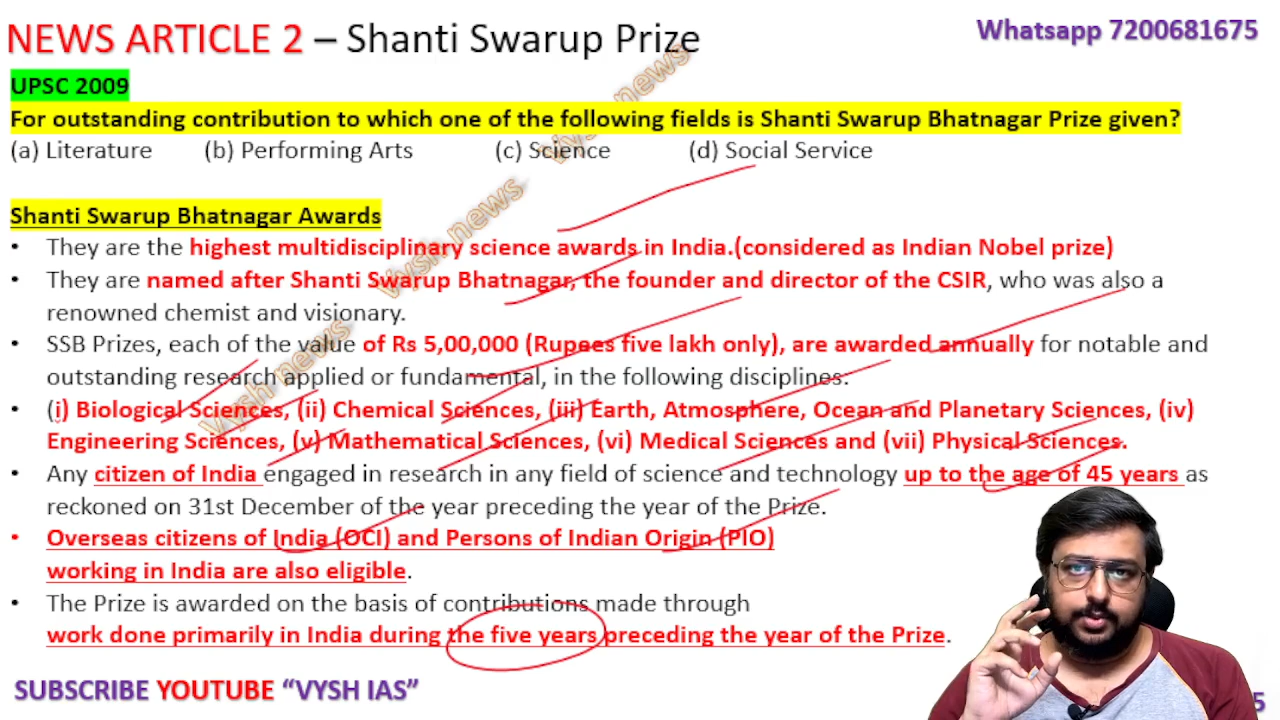 NEWS ARTICLE 2 – Shanti Swarup Prize
Whatsapp 7200681675
UPSC 2009
For outstanding contribution to which one of the following fields is Shanti Swarup Bhatnagar Prize given?
(a) Literature (b) Performing Arts (c) Science (d) Social Service
Shanti Swarup Bhatnagar Awards
• They are the highest multidisciplinary science awards in India.(considered as Indian Nobel prize)
• They are named after Shanti Swarup Bhatnagar, the founder and director of the CSIR, who was also a
renowned chemist and visionary.
• SSB Prizes, each of the value of Rs 5,00,000 (Rupees five lakh only), are awarded annually for notable and
outstanding research applied or fundamental, in the following disciplines:
• (i) Biological Sciences, (ii) Chemical Sciences, (iii) Earth, Atmosphere, Ocean and Planetary Sciences, (iv)
Engineering Sciences, (v) Mathematical Sciences, (vi) Medical Sciences and (vii) Physical Sciences.
• Any citizen of India engaged in research in any field of science and technology up to the age of 45 years as
reckoned on 31st December of the year preceding the year of the Prize.
• Overseas citizens of India (OCI) and Persons of Indian Origin (PIO)
working in India are also eligible.
• The Prize is awarded on the basis of contributions made through
work done primarily in India during the five years preceding the year of the Prize.
SUBSCRIBE YOUTUBE “VYSH IAS”
5
Vysh news
Vysh news
Vysh news